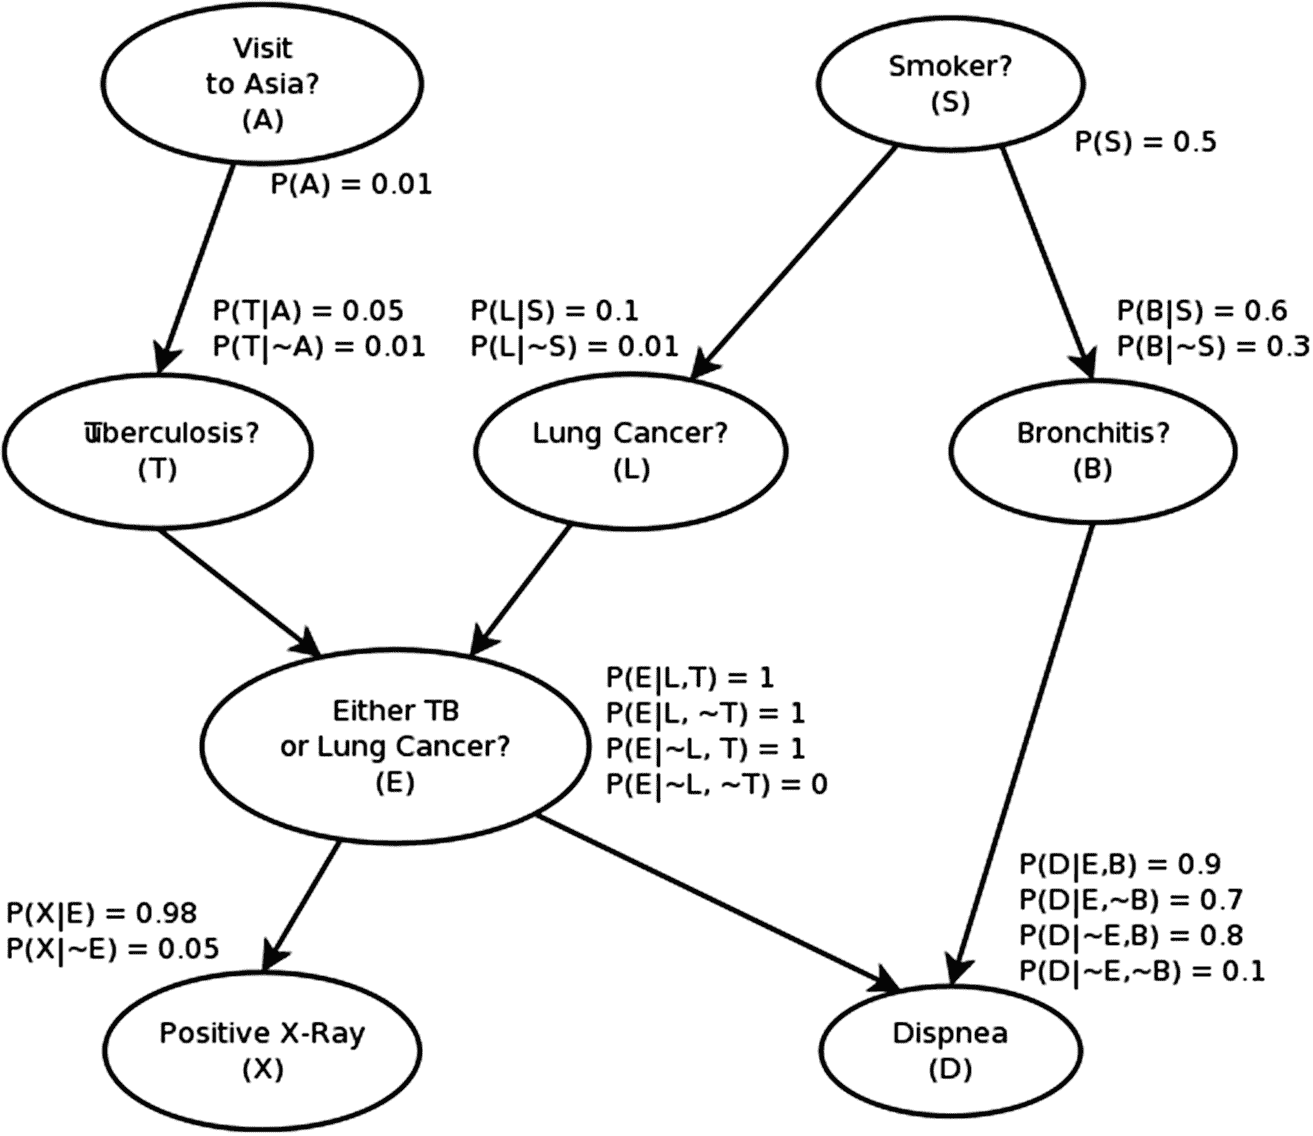 Visit
to Asia?
(A)
P(A) = 0.01
Smoker?
(S)
P(S) = 0.5
P(T|A) = 0.05
P(T|~A) = 0.01
P(L|S) = 0.1
P(L|~S) = 0.01
P(B|S) = 0.6
P(B|~S) = 0.3
Tuberculosis?
(T)
Lung Cancer?
(L)
Bronchitis?
(B)
Either TB
or Lung Cancer?
(E)
P(E|L,T) = 1
P(E|L, ~T) = 1
P(E|~L, T) = 1
P(E|~L, ~T) = 0
P(X|E) = 0.98
P(X|~E) = 0.05
P(D|E,B) = 0.9
P(D|E,~B) = 0.7
P(D|~E,B) = 0.8
P(D|~E,~B) = 0.1
Positive X-Ray
(X)
Dispnea
(D)